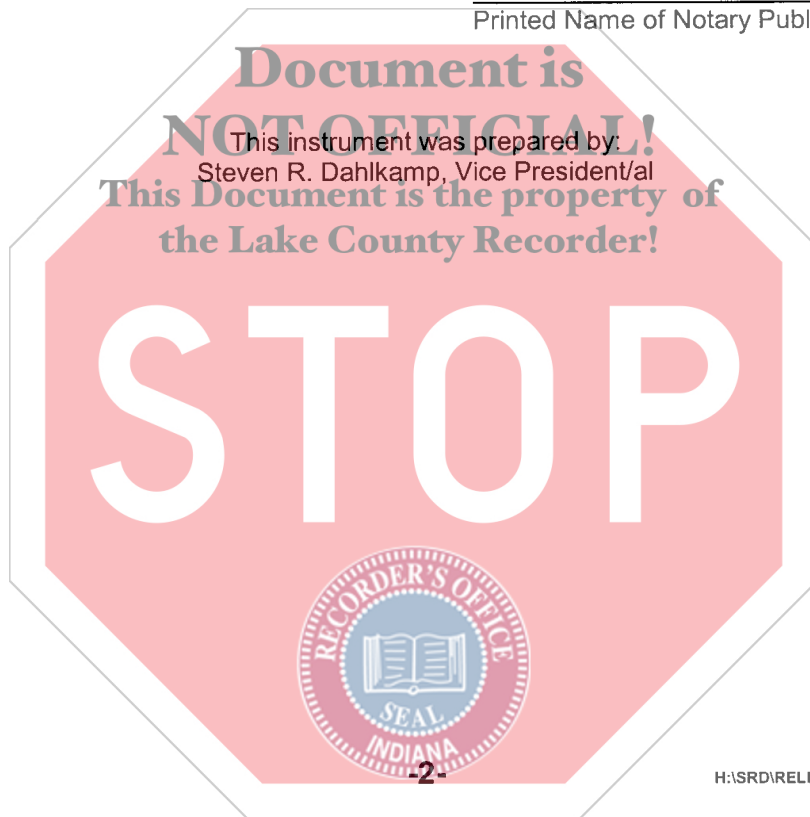 Printed Name of Notary Publ
Document is
NOT OFFICIAL!
This instrument was prepared by:
Steven R. Dahlkamp, Vice President/al
This Document is the property of
the Lake County Recorder!
STOP
RECORDER'S OFFICE
SEAL
INDIANA
-2-
H:\SRD\RELI